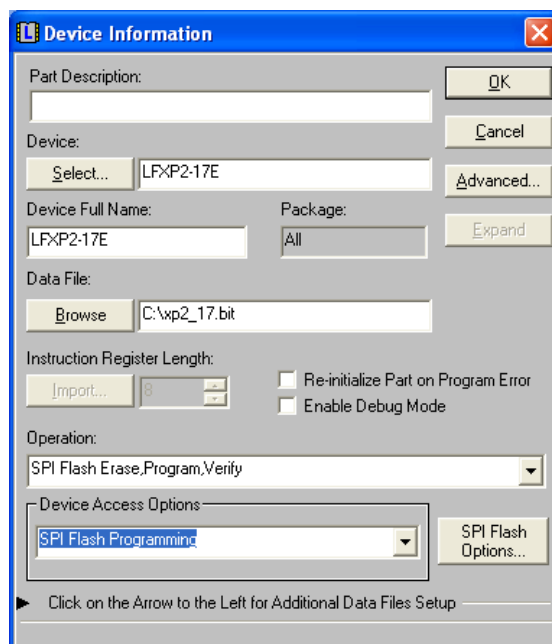 Device Information
Part Description:
OK
Device:
Cancel
Select...
LFXP2-17E
Advanced...
Device Full Name:
Package:
LFXP2-17E
All
Expand
Data File:
Browse
C:\xp2_17.bit
Instruction Register Length:
Import...
8
Re-initialize Part on Program Error
Enable Debug Mode
Operation:
SPI Flash Erase,Program,Verify
Device Access Options
SPI Flash Programming
SPI Flash
Options...
Click on the Arrow to the Left for Additional Data Files Setup